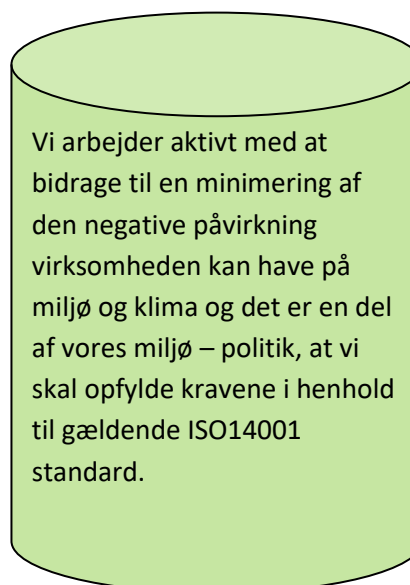 Vi arbejder aktivt med at
bidrage til en minimering af
den negative påvirkning
virksomheden kan have på
miljø og klima og det er en del
af vores miljø – politik, at vi
skal opfylde kravene i henhold
til gældende ISO14001
standard.